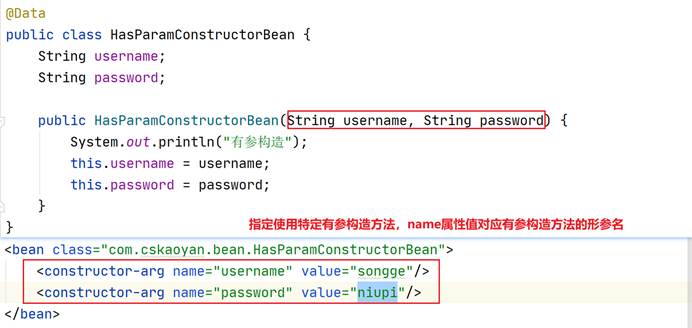 @Data
public class HasParamConstructorBean {
String username;
String password;
public HasParamConstructorBean(String username, String password) {
System.out.println("有参构造");
this.username = username;
this.password = password;
}
}
指定使用特定有参构造方法，name属性值对应有参构造方法的形参名
<bean class="com.cskaoyan.bean.HasParamConstructorBean">
<constructor-arg name="username" value="songge"/>
<constructor-arg name="password" value="niupi"/>
</bean>